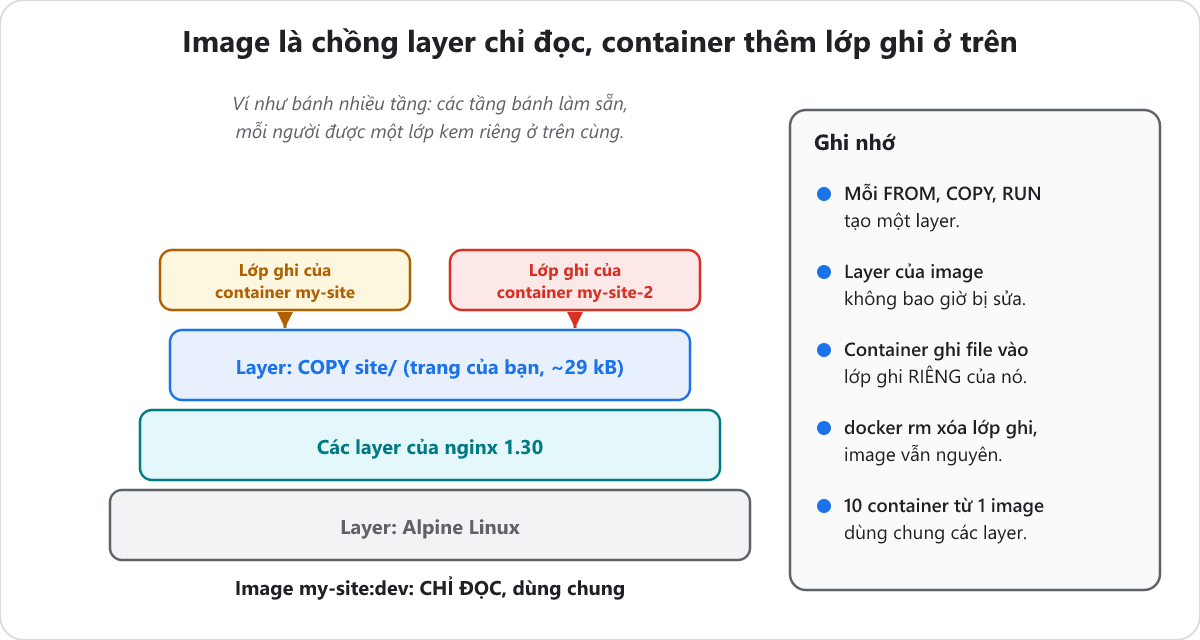 Image là chồng layer chỉ đọc, container thêm lớp ghi ở trên
Ví như bánh nhiều tầng: các tầng bánh làm sẵn,
mỗi người được một lớp kem riêng ở trên cùng.
Lớp ghi của
container my-site
Lớp ghi của
container my-site-2
Layer: COPY site/ (trang của bạn, ~29 kB)
Các layer của nginx 1.30
Layer: Alpine Linux
Image my-site:dev: CHỈ ĐỌC, dùng chung
Ghi nhớ
Mỗi FROM, COPY, RUN
tạo một layer.
Layer của image
không bao giờ bị sửa.
Container ghi file vào
lớp ghi RIÊNG của nó.
docker rm xóa lớp ghi,
image vẫn nguyên.
10 container từ 1 image
dùng chung các layer.